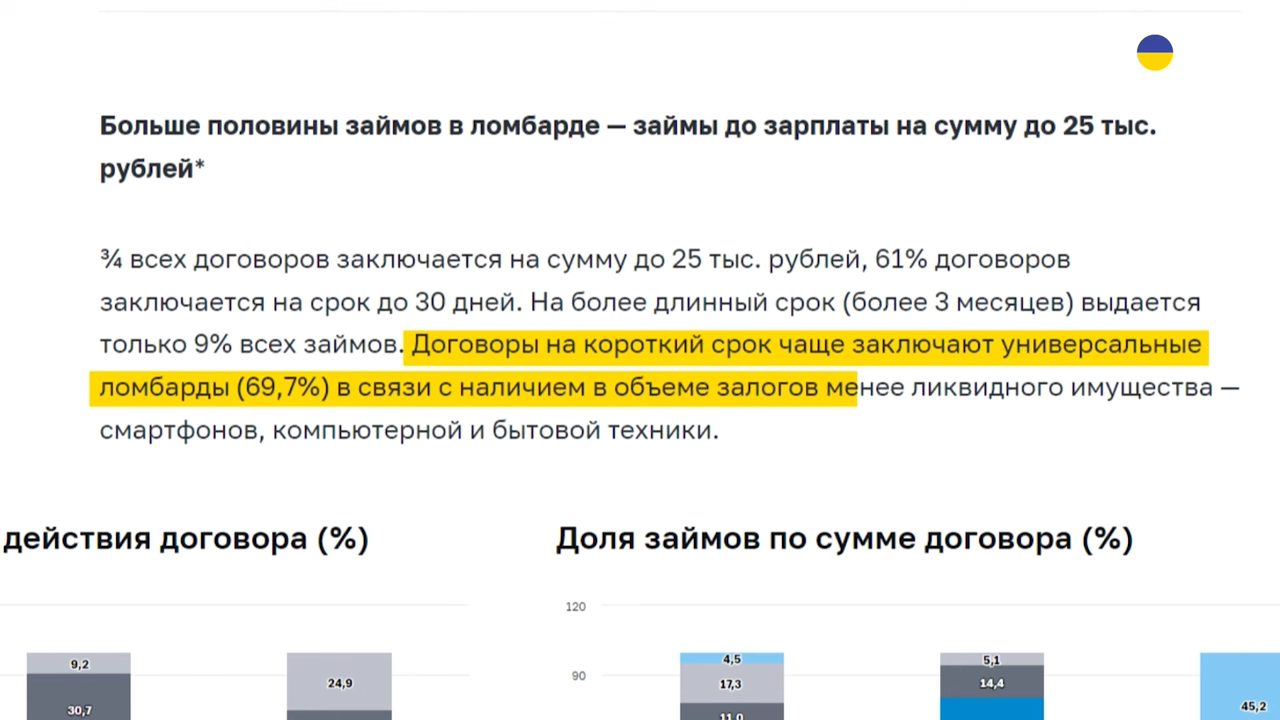 Больше половины займов в ломбарде — займы до зарплаты на сумму до 25 тыс.
рублей*
¾ всех договоров заключается на сумму до 25 тыс. рублей, 61% договоров
заключается на срок до 30 дней. На более длинный срок (более 3 месяцев) выдается
только 9% всех займов. Договоры на короткий срок чаще заключают универсальные
ломбарды (69,7%) в связи с наличием в объеме залогов менее ликвидного имущества —
смартфонов, компьютерной и бытовой техники.
действия договора (%)
9,2
30,7
24,9
Доля займов по сумме договора (%)
120
90
4,5
17,3
11,0
5,1
14,4
45,2